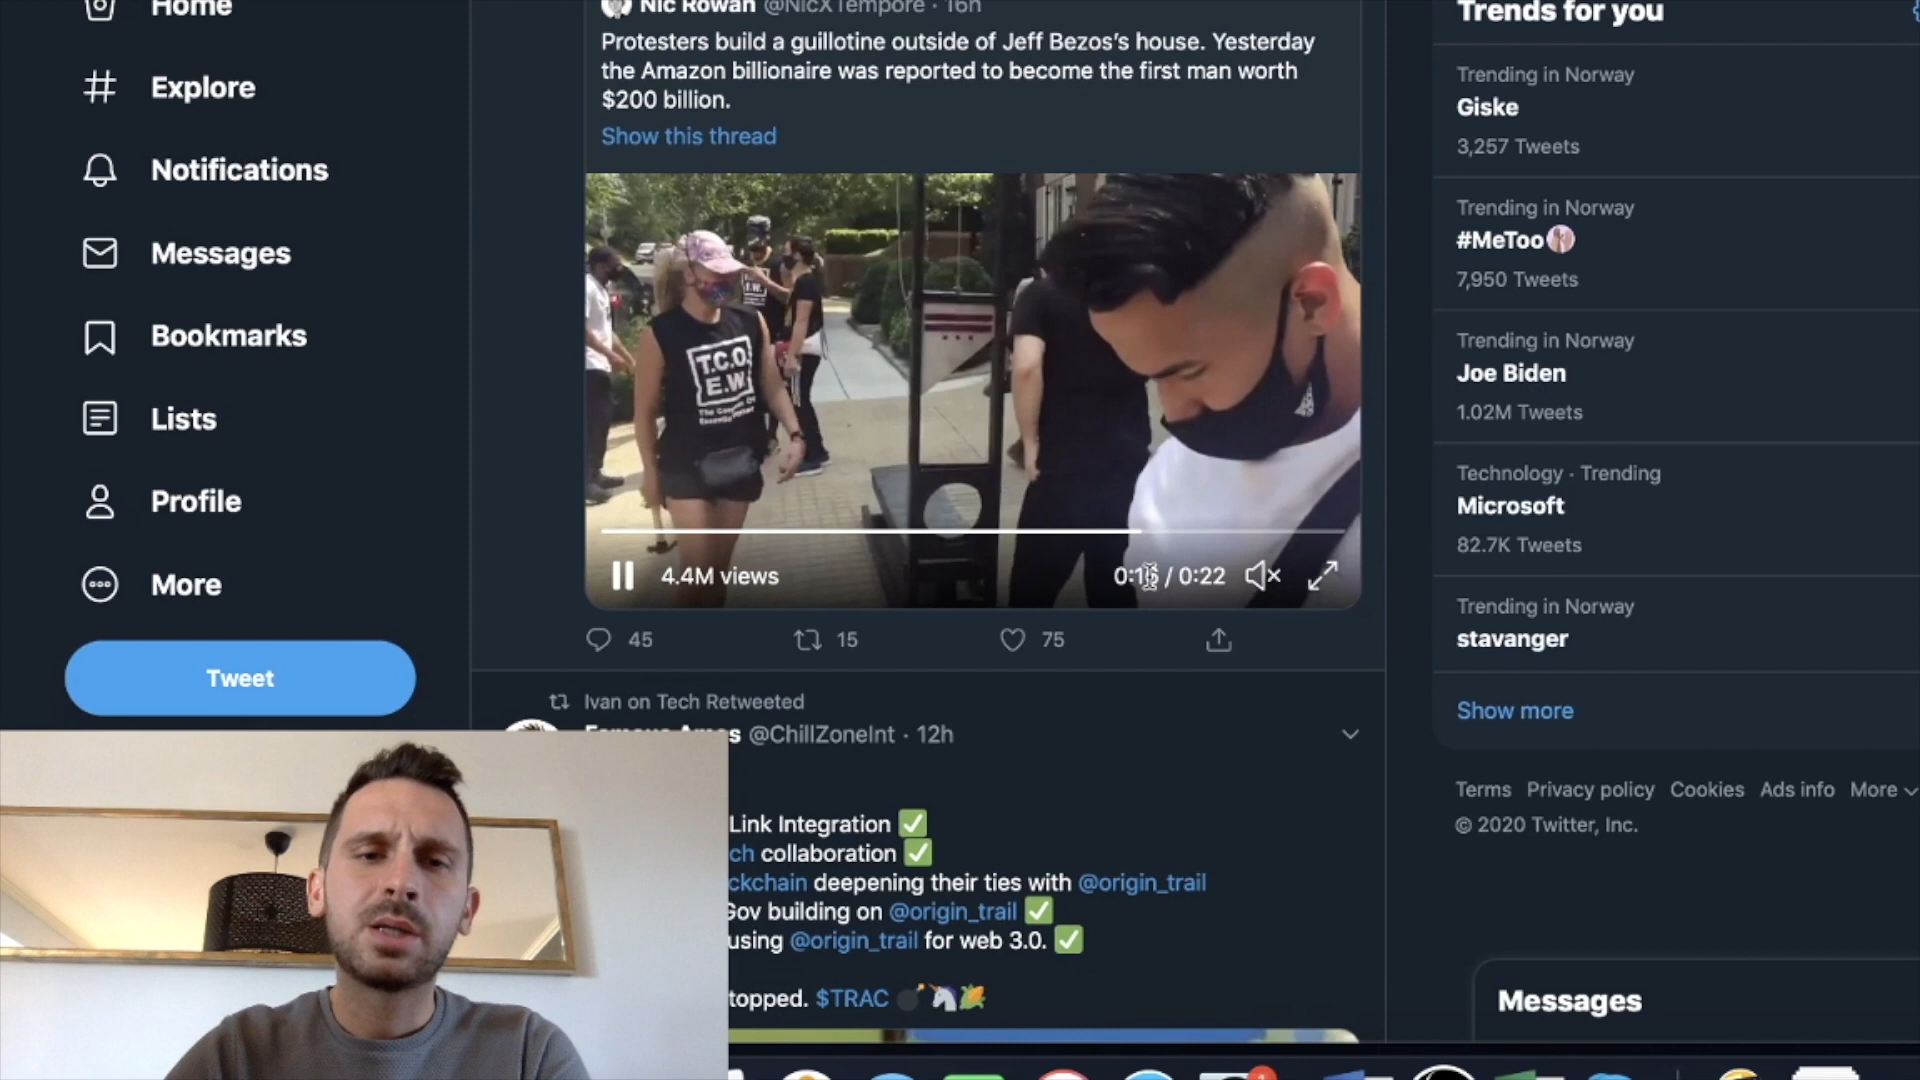 Home
Explore
Notifications
Messages
Bookmarks
Lists
Profile
More
Tweet
Nic Rowan @NicXTempore · 16h
Protesters build a guillotine outside of Jeff Bezos's house. Yesterday
the Amazon billionaire was reported to become the first man worth
$200 billion.
Show this thread
T.C.O.
E.W.
4.4M views
0:16 / 0:22
45
15
75
Ivan on Tech Retweeted
@ChillZoneInt · 12h
Link Integration ✅
ch collaboration ✅
ckchain deepening their ties with @origin_trail
Gov building on @origin_trail ✅
using @origin_trail for web 3.0. ✅
topped. $TRAC 💣🦄🌽
Trends for you
Trending in Norway
Giske
3,257 Tweets
Trending in Norway
#MeToo
7,950 Tweets
Trending in Norway
Joe Biden
1.02M Tweets
Technology · Trending
Microsoft
82.7K Tweets
Trending in Norway
stavanger
Show more
Terms Privacy policy Cookies Ads info More
© 2020 Twitter, Inc.
Messages